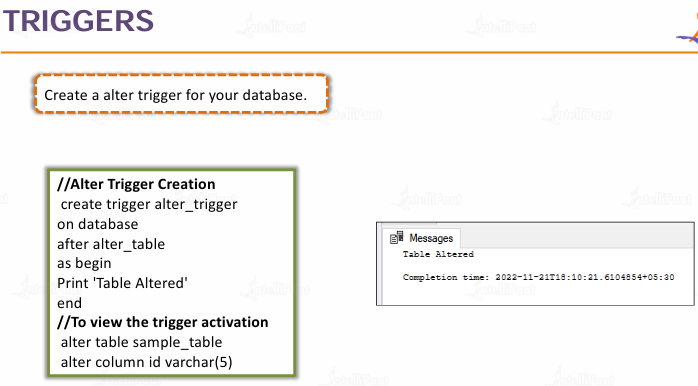 TRIGGERS
Create a alter trigger for your database.
//Alter Trigger Creation
create trigger alter_trigger
on database
after alter_table
as begin
Print 'Table Altered'
end
//To view the trigger activation
alter table sample_table
alter column id varchar(5)
Messages
Table Altered
Completion time: 2022-11-21T18:10:21.6104854+05:30